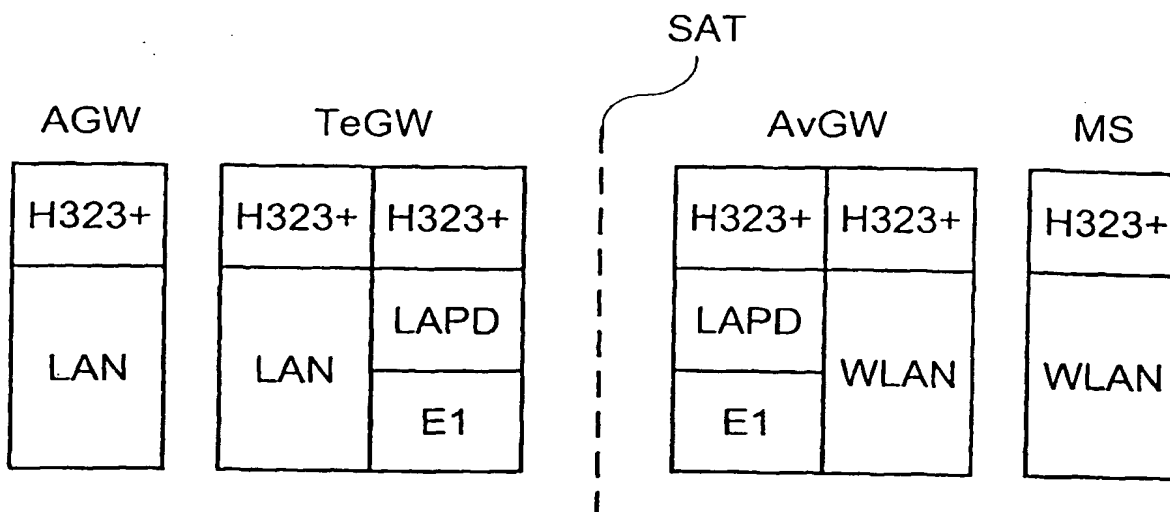 SAT
AGW TeGW AvGW MS
H323+ H323+ H323+ H323+ H323+ H323+
LAPD LAPD
LAN LAN WLAN WLAN
E1 E1